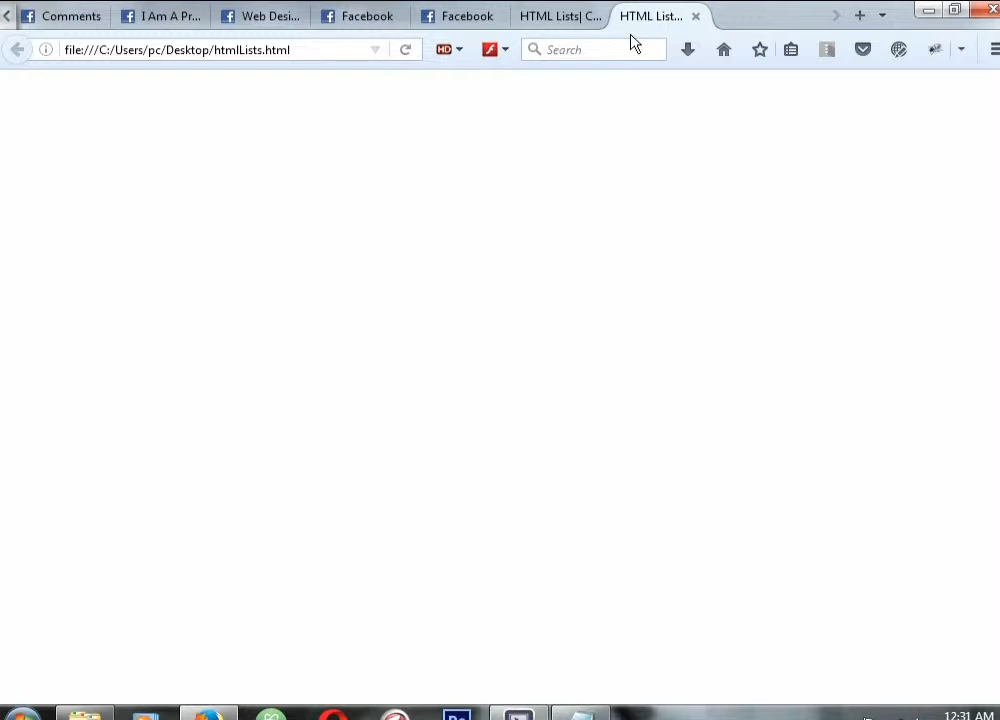 Comments
I Am A Pr...
Web Desi...
Facebook
Facebook
HTML Lists| C...
HTML List...
file:///C:/Users/pc/Desktop/htmlLists.html
HD
Search
12:31 AM